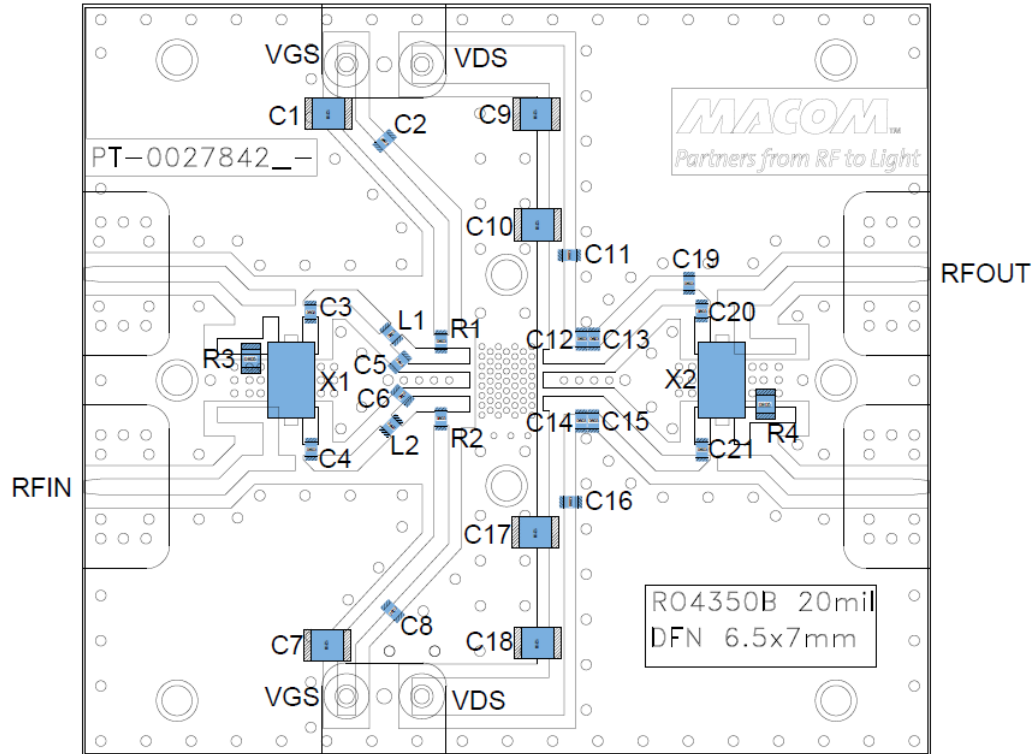 VGS VDS
C1 C2 C9
MACOM™
Partners from RF to Light
PT-0027842_-
C10
C11
C19
RFOUT
C3 L1 R1 C12 C13 C20
R3 X1 C5 X2
C6
C4 L2 R2 C14 C15 R4
C21
RFIN
C16
C17
C8
RO4350B 20mil
DFN 6.5x7mm
C7 C18
VGS VDS